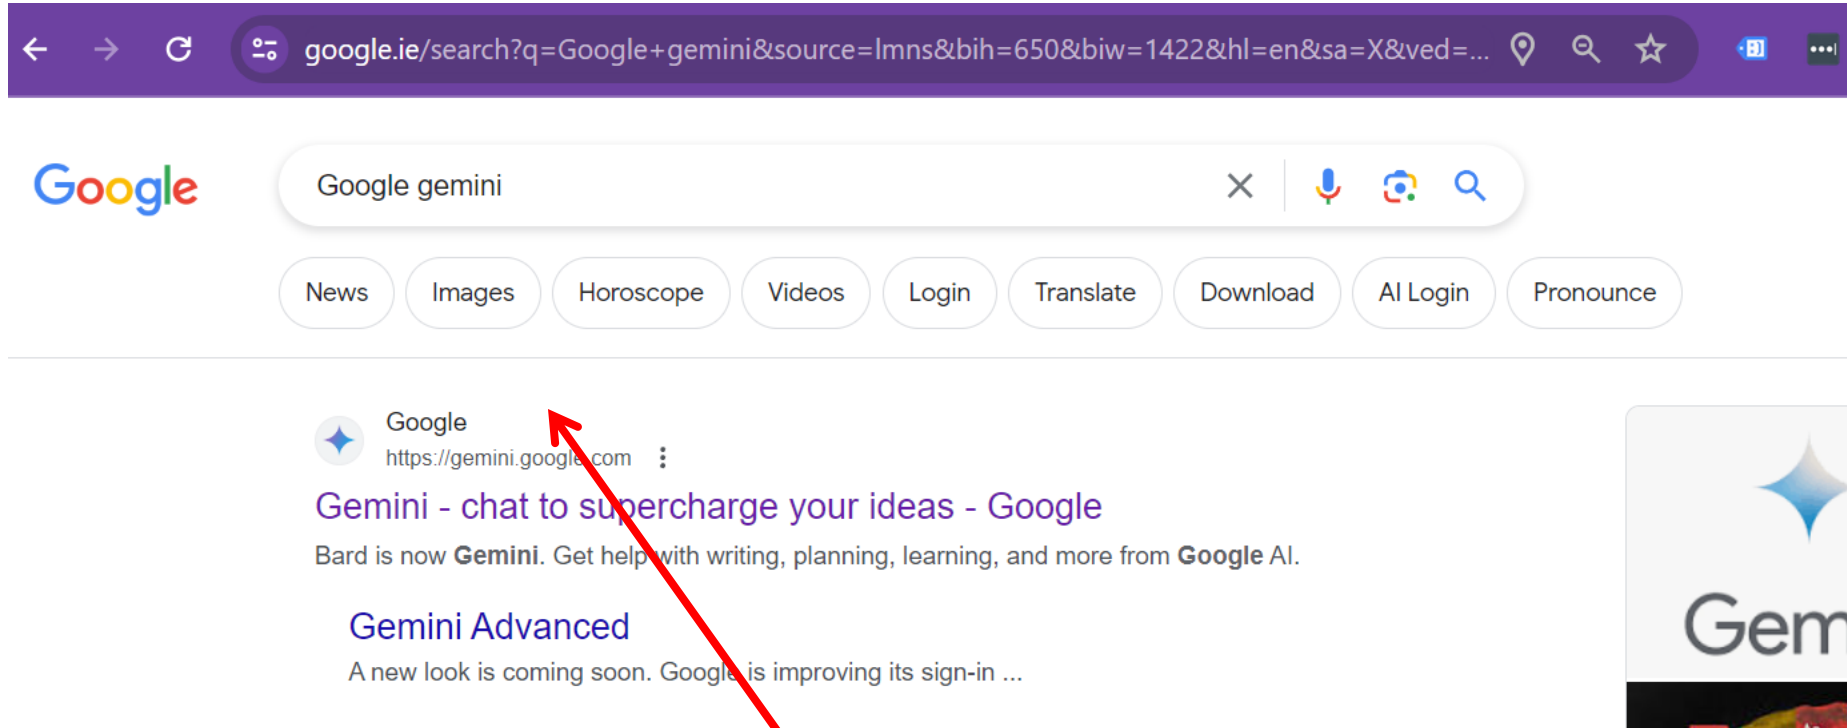 google.ie/search?q=Google+gemini&source=lmns&bih=650&biw=1422&hl=en&sa=X&ved=...
Google
Google gemini
News Images Horoscope Videos Login Translate Download AI Login Pronounce
Google
https://gemini.google.com
Gemini - chat to supercharge your ideas - Google
Bard is now Gemini. Get help with writing, planning, learning, and more from Google AI.
Gemini Advanced
A new look is coming soon. Google is improving its sign-in ...
Gem